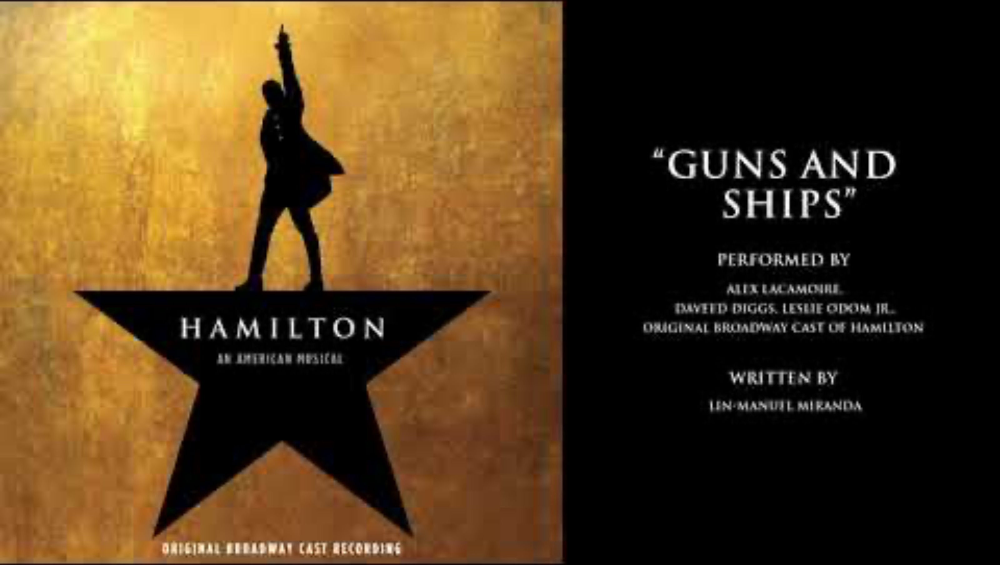 HAMILTON
AN AMERICAN MUSICAL
ORIGINAL BROADWAY CAST RECORDING
“GUNS AND
SHIPS”
PERFORMED BY
ALEX LACAMOIRE,
DAVEED DIGGS, LESLIE ODOM JR.,
ORIGINAL BROADWAY CAST OF HAMILTON
WRITTEN BY
LIN-MANUEL MIRANDA